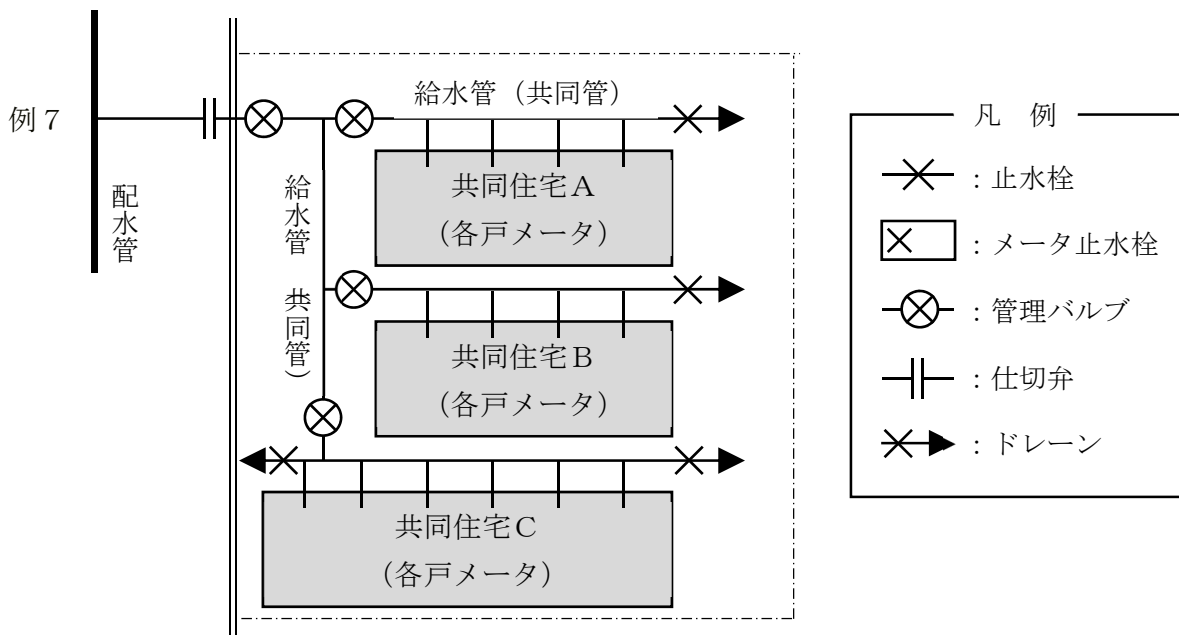 例７
配水管
給水管（共同管）
給水管 共同管）
共同住宅Ａ
（各戸メータ）
共同住宅Ｂ
（各戸メータ）
共同住宅Ｃ
（各戸メータ）
凡 例
：止水栓
：メータ止水栓
：管理バルブ
：仕切弁
：ドレーン